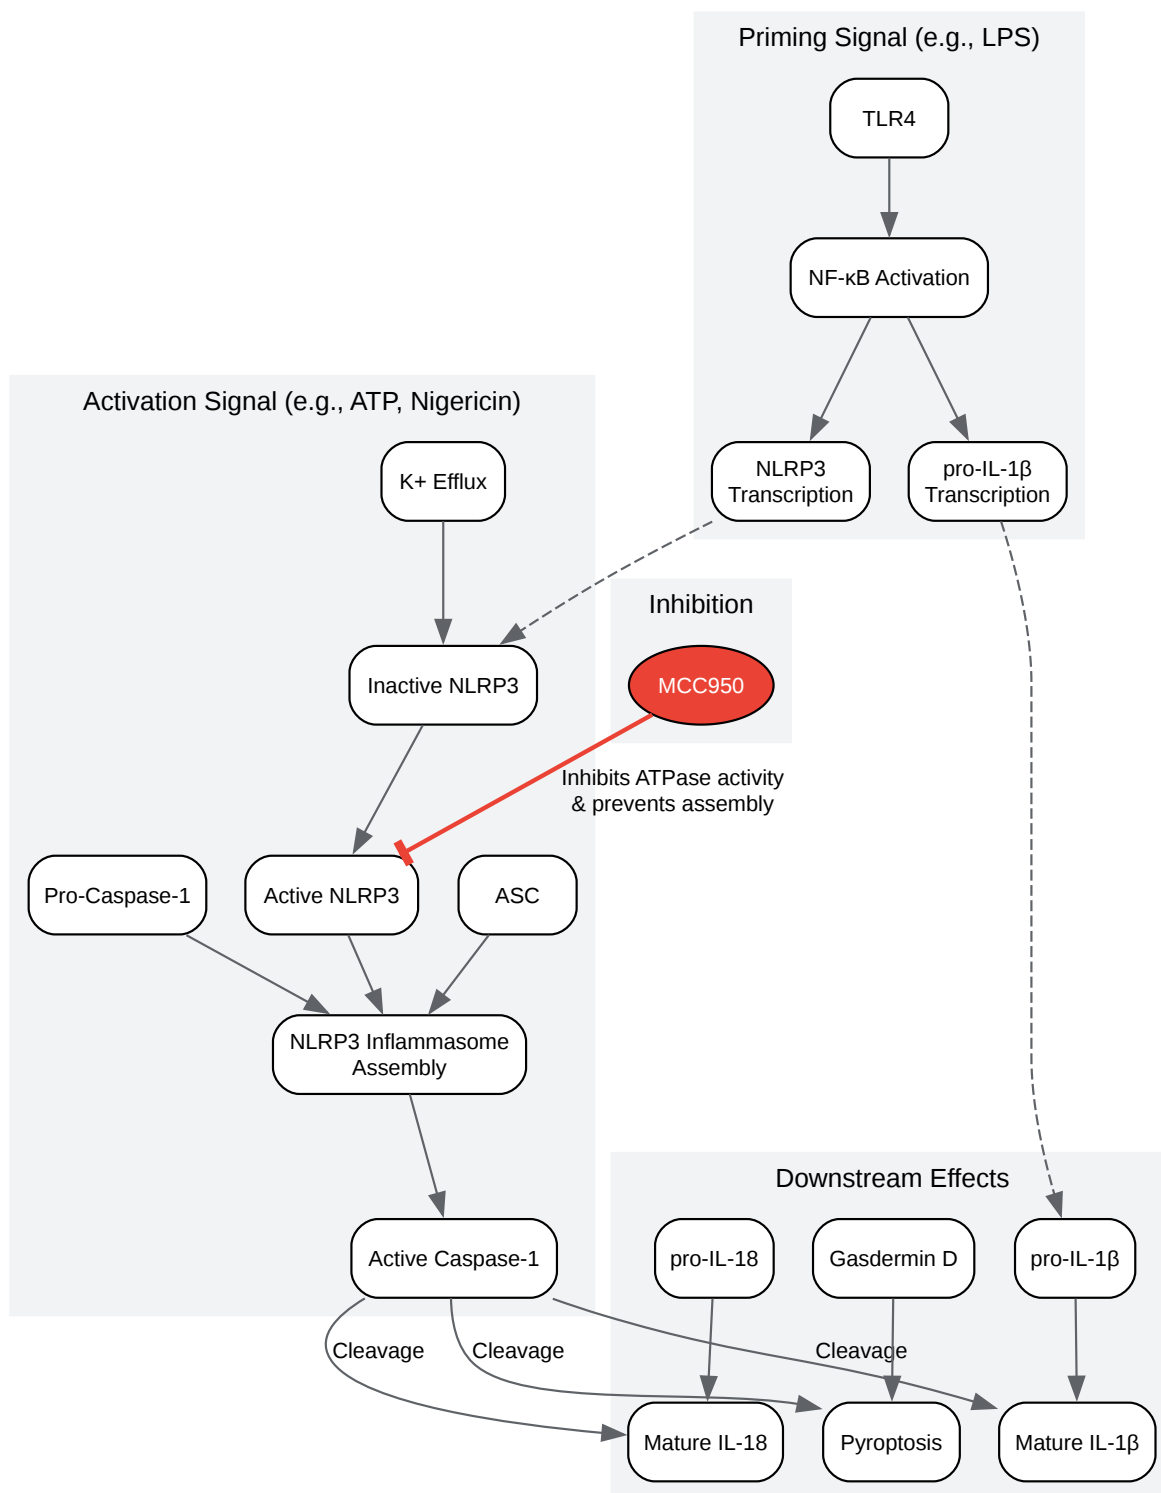 Priming Signal (e.g., LPS)
TLR4
NF-κB Activation
NLRP3
Transcription
pro-IL-1β
Transcription
Activation Signal (e.g., ATP, Nigericin)
K+ Efflux
Inactive NLRP3
Inhibition
MCC950
Inhibits ATPase activity
& prevents assembly
Pro-Caspase-1
Active NLRP3
ASC
NLRP3 Inflammasome
Assembly
Active Caspase-1
Downstream Effects
pro-IL-18
Gasdermin D
pro-IL-1β
Cleavage
Cleavage
Cleavage
Mature IL-18
Pyroptosis
Mature IL-1β